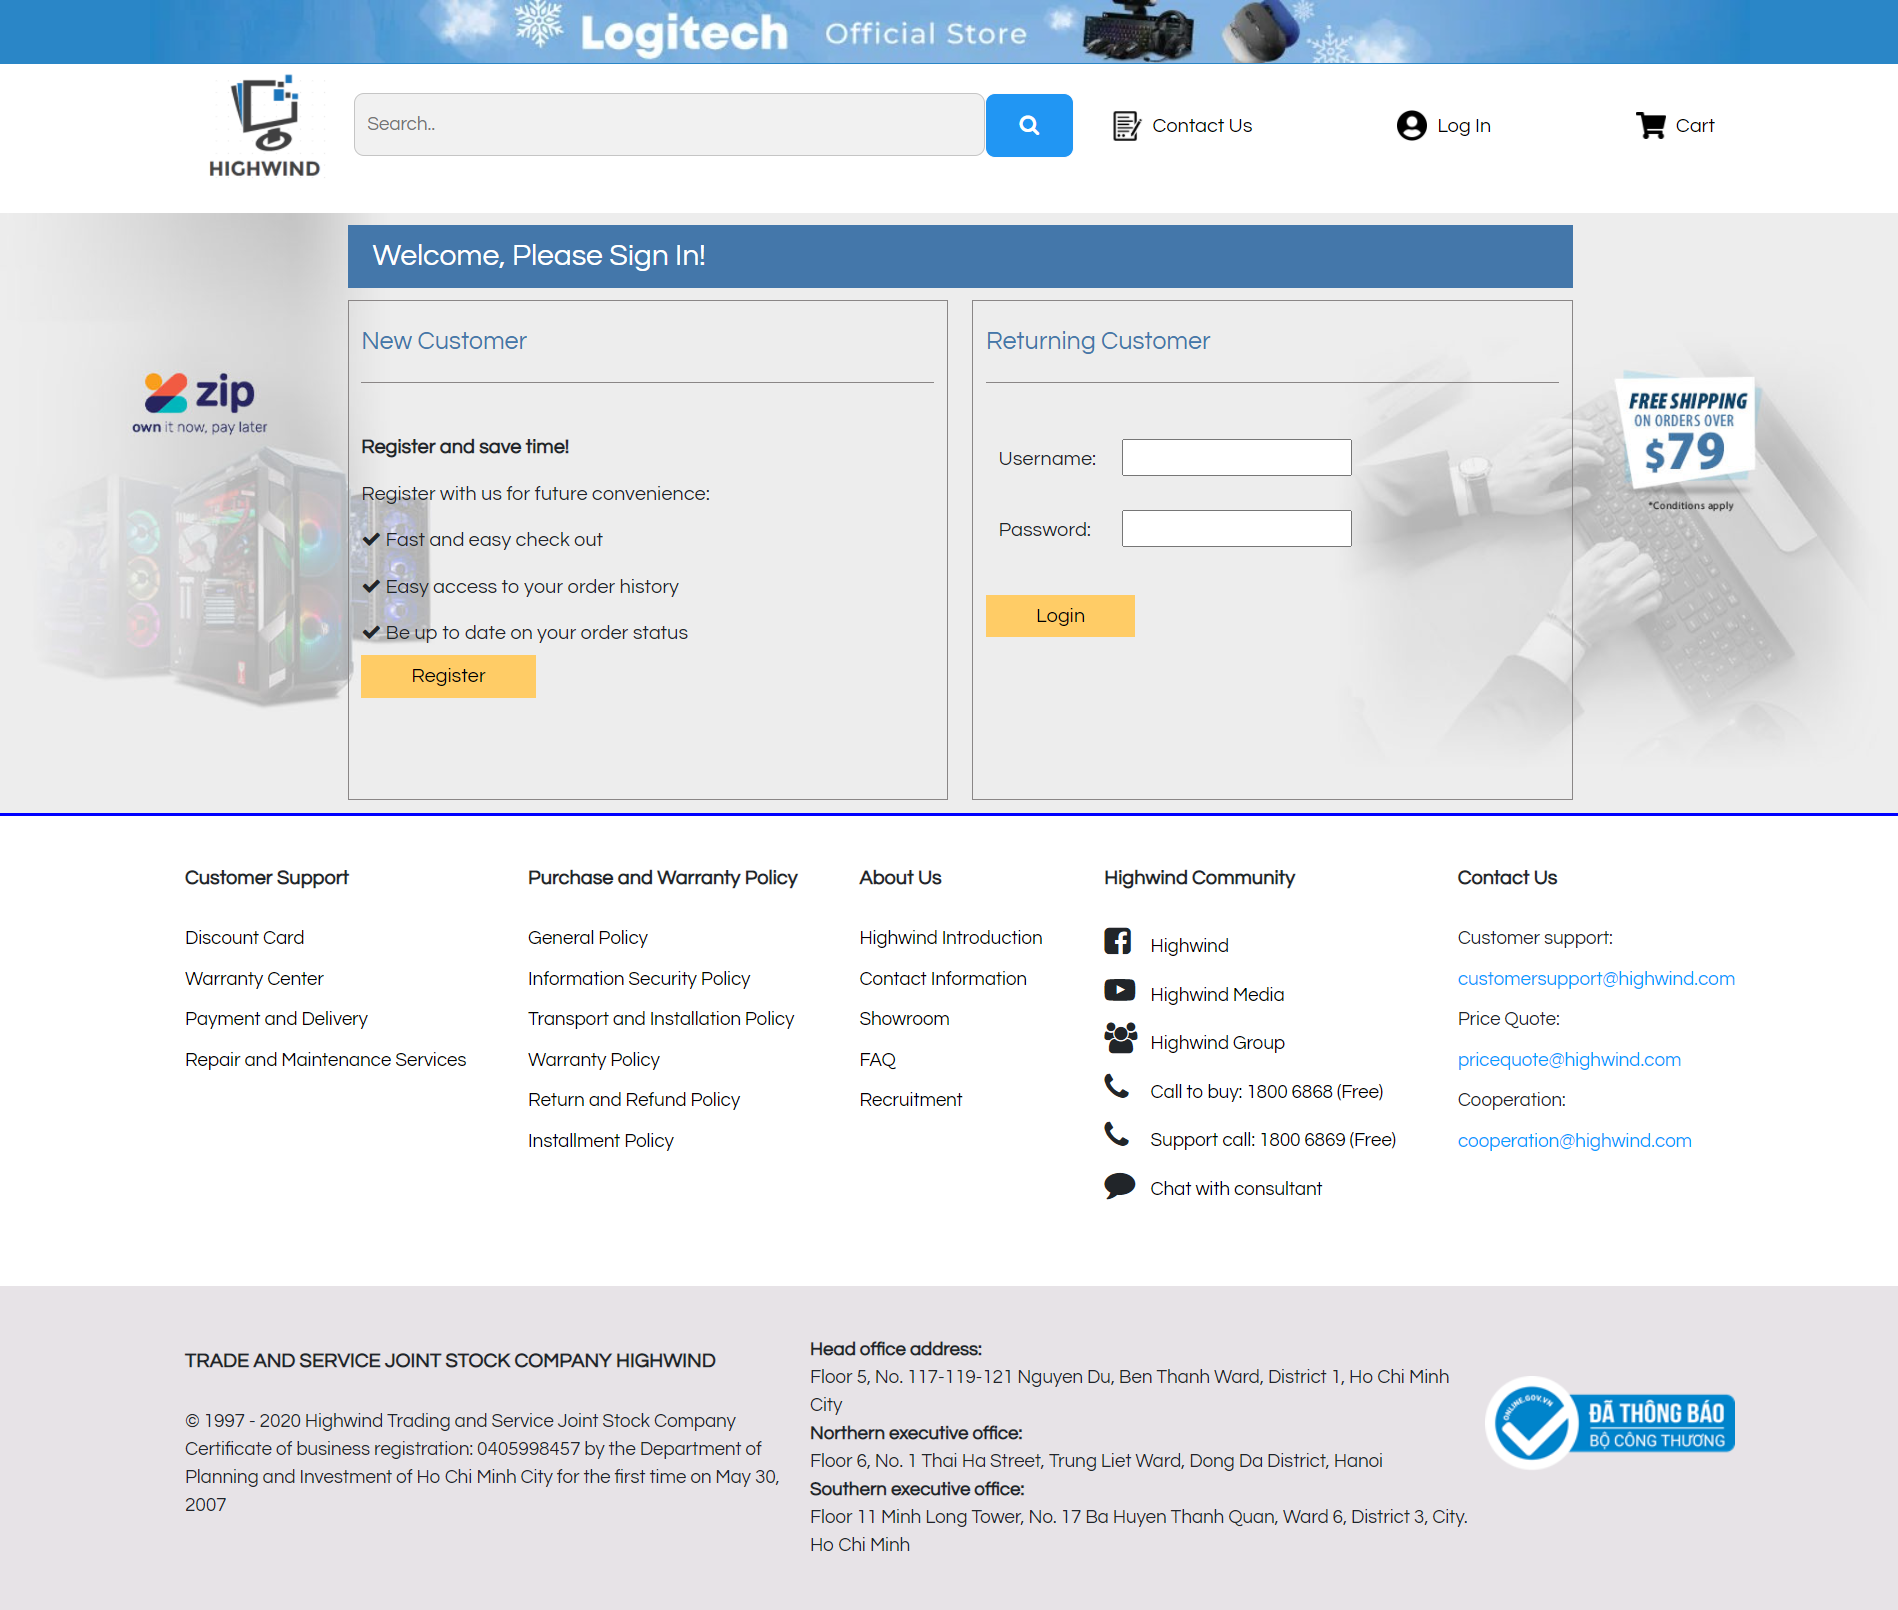 Logitech Official Store
HIGHWIND
Search..
Contact Us
Log In
Cart
Welcome, Please Sign In!
zip
own it now, pay later
New Customer
Register and save time!
Register with us for future convenience:
Fast and easy check out
Easy access to your order history
Be up to date on your order status
Register
Returning Customer
Username:
Password:
Login
FREE SHIPPING
ON ORDERS OVER
$79
*Conditions apply
Customer Support
Discount Card
Warranty Center
Payment and Delivery
Repair and Maintenance Services
Purchase and Warranty Policy
General Policy
Information Security Policy
Transport and Installation Policy
Warranty Policy
Return and Refund Policy
Installment Policy
About Us
Highwind Introduction
Contact Information
Showroom
FAQ
Recruitment
Highwind Community
Highwind
Highwind Media
Highwind Group
Call to buy: 1800 6868 (Free)
Support call: 1800 6869 (Free)
Chat with consultant
Contact Us
Customer support:
customersupport@highwind.com
Price Quote:
pricequote@highwind.com
Cooperation:
cooperation@highwind.com
TRADE AND SERVICE JOINT STOCK COMPANY HIGHWIND
© 1997 - 2020 Highwind Trading and Service Joint Stock Company
Certificate of business registration: 0405998457 by the Department of
Planning and Investment of Ho Chi Minh City for the first time on May 30,
2007
Head office address:
Floor 5, No. 117-119-121 Nguyen Du, Ben Thanh Ward, District 1, Ho Chi Minh
City
Northern executive office:
Floor 6, No. 1 Thai Ha Street, Trung Liet Ward, Dong Da District, Hanoi
Southern executive office:
Floor 11 Minh Long Tower, No. 17 Ba Huyen Thanh Quan, Ward 6, District 3, City.
Ho Chi Minh
ONLINE.GOV.VN
ĐÃ THÔNG BÁO
BỘ CÔNG THƯƠNG